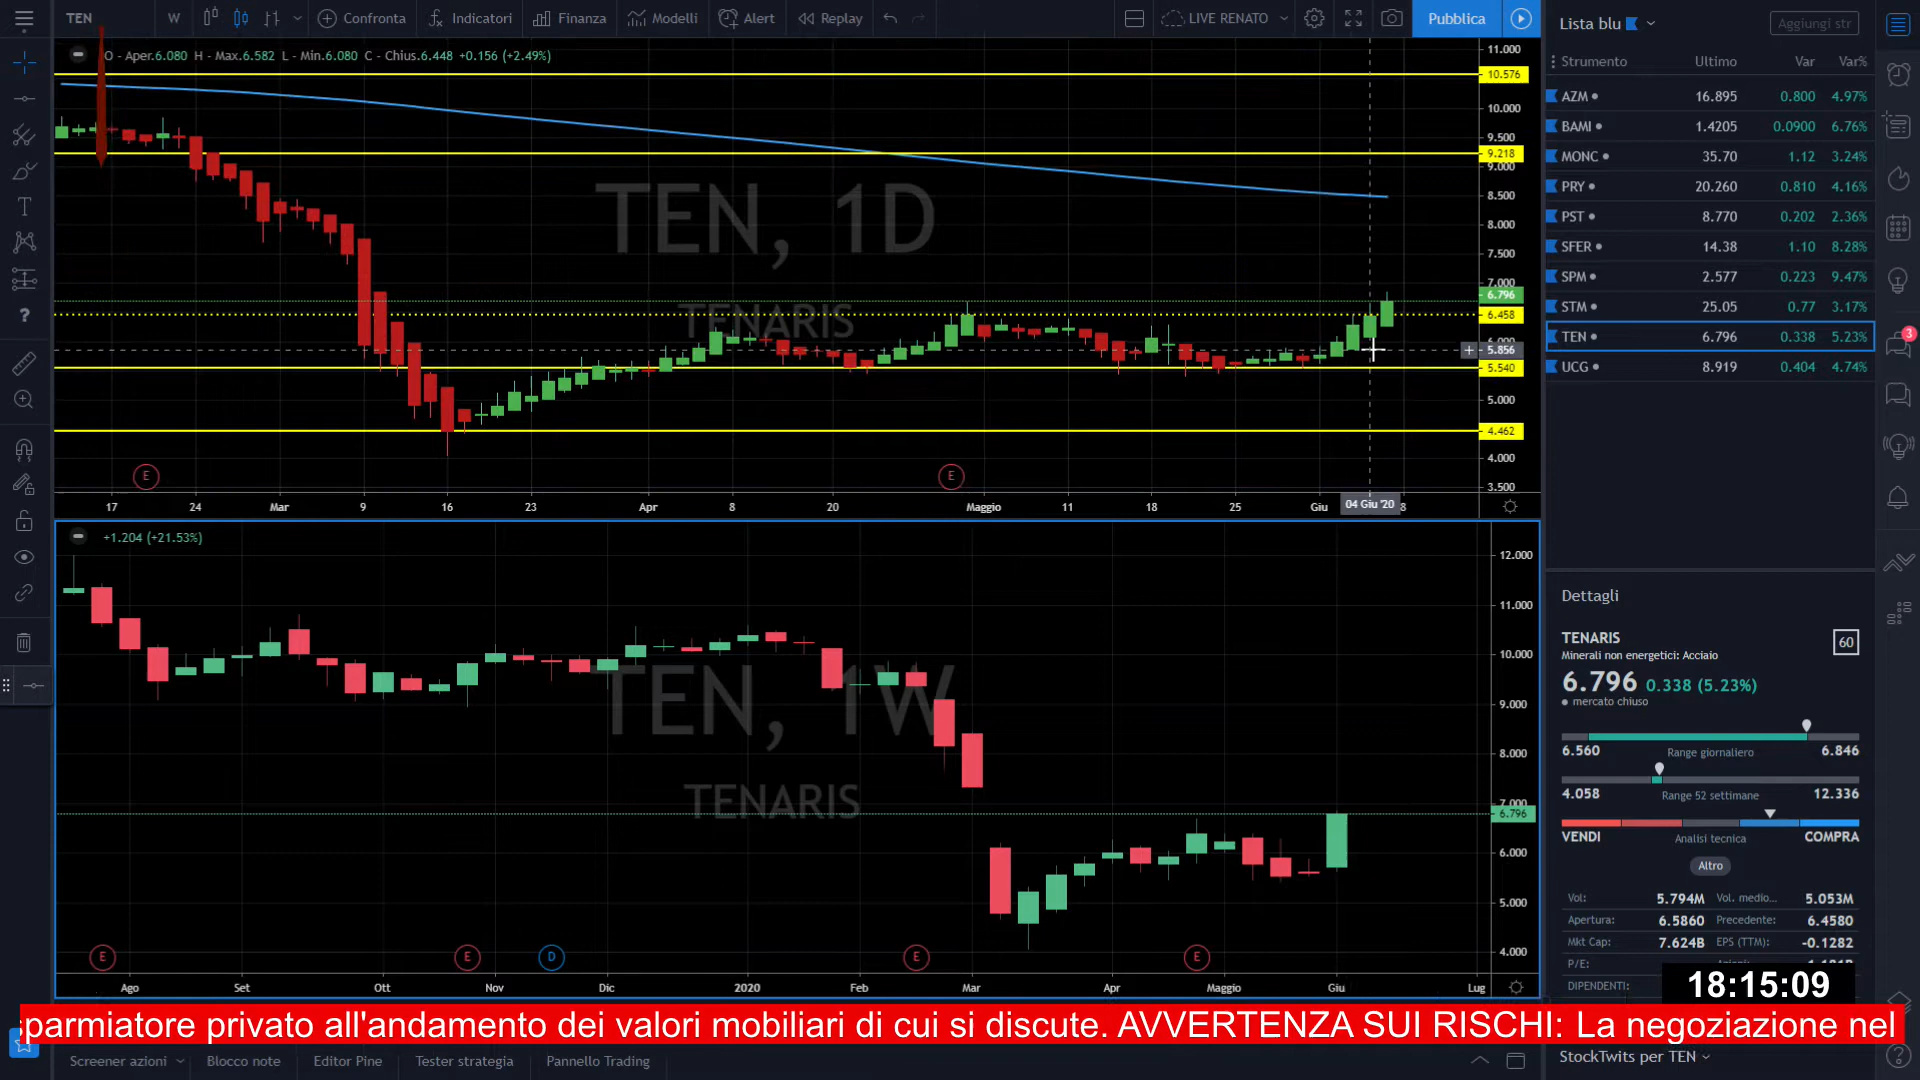 TEN W Confronta Indicatori Finanza Modelli Alert Replay LIVE RENATO Pubblica
O - Aper.6.080 H - Max.6.582 L - Min.6.080 C - Chius.6.448 +0.156 (+2.49%)
TEN, 1D
TENARIS
11.000
10.576
10.000
9.500
9.218
9.000
8.500
8.000
7.500
7.000
6.796
6.458
6.000
5.856
5.540
5.000
4.462
4.000
3.500
E E
17 24 Mar 9 16 23 Apr 8 20 Maggio 11 18 25 Giu 04 Giu '20 8
+1.204 (+21.53%)
TEN, 1W
TENARIS
12.000
11.000
10.000
9.000
8.000
7.000
6.796
6.000
5.000
4.000
E E D E E
Ago Set Ott Nov Dic 2020 Feb Mar Apr Maggio Giu Lug
Lista blu Aggiungi str
Strumento Ultimo Var Var%
AZM 16.895 0.800 4.97%
BAMI 1.4205 0.0900 6.76%
MONC 35.70 1.12 3.24%
PRY 20.260 0.810 4.16%
PST 8.770 0.202 2.36%
SFER 14.38 1.10 8.28%
SPM 2.577 0.223 9.47%
STM 25.05 0.77 3.17%
TEN 6.796 0.338 5.23%
UCG 8.919 0.404 4.74%
3
Dettagli
TENARIS 60
Minerali non energetici: Acciaio
6.796 0.338 (5.23%)
mercato chiuso
6.560 Range giornaliero 6.846
4.058 Range 52 settimane 12.336
VENDI Analisi tecnica COMPRA
Altro
Vol: 5.794M Vol. medio... 5.053M
Apertura: 6.5860 Precedente: 6.4580
Mkt Cap: 7.624B EPS (TTM): -0.1282
P/E:
DIPENDENTI:
18:15:09
sparmiatore privato all'andamento dei valori mobiliari di cui si discute. AVVERTENZA SUI RISCHI: La negoziazione nel
Screener azioni Blocco note Editor Pine Tester strategia Pannello Trading
StockTwits per TEN